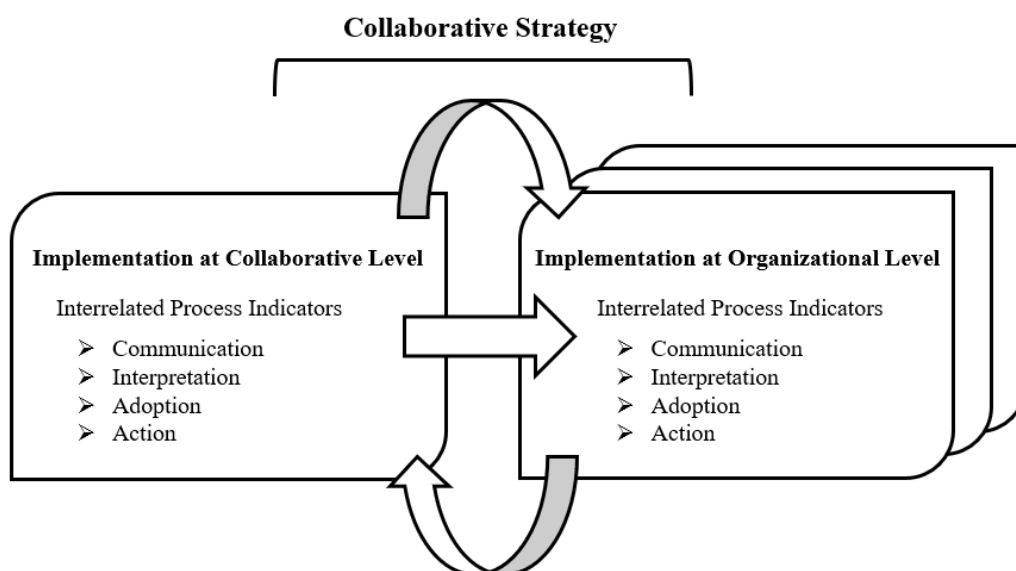 Collaborative Strategy
Implementation at Collaborative Level
Interrelated Process Indicators
➢ Communication
➢ Interpretation
➢ Adoption
➢ Action
Implementation at Organizational Level
Interrelated Process Indicators
➢ Communication
➢ Interpretation
➢ Adoption
➢ Action